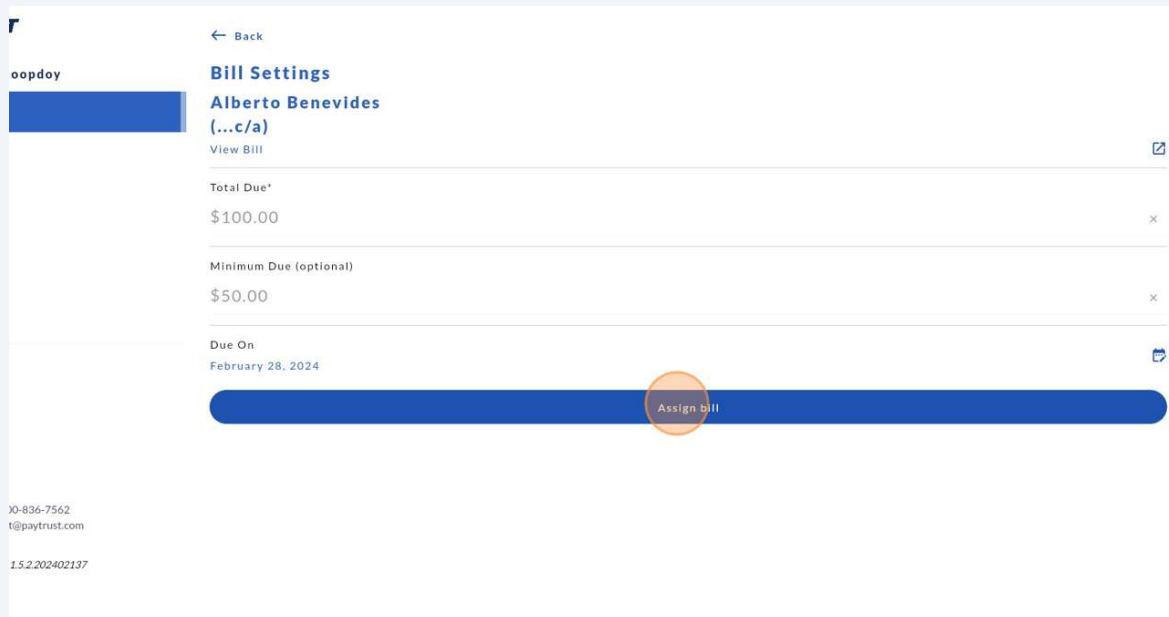 Back
oopdoy
Bill Settings
Alberto Benevides
(...c/a)
View Bill
Total Due*
$100.00
Minimum Due (optional)
$50.00
Due On
February 28, 2024
Assign bill
00-836-7562
t@paytrust.com
1.5.2.202402137